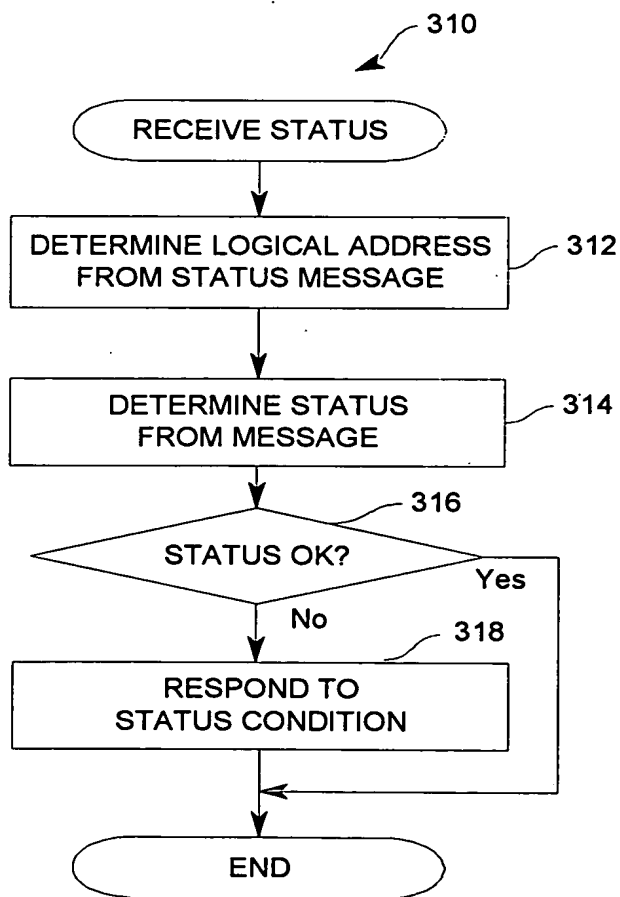 310
RECEIVE STATUS
DETERMINE LOGICAL ADDRESS
FROM STATUS MESSAGE
312
DETERMINE STATUS
FROM MESSAGE
314
316
STATUS OK?
Yes
No
318
RESPOND TO
STATUS CONDITION
END